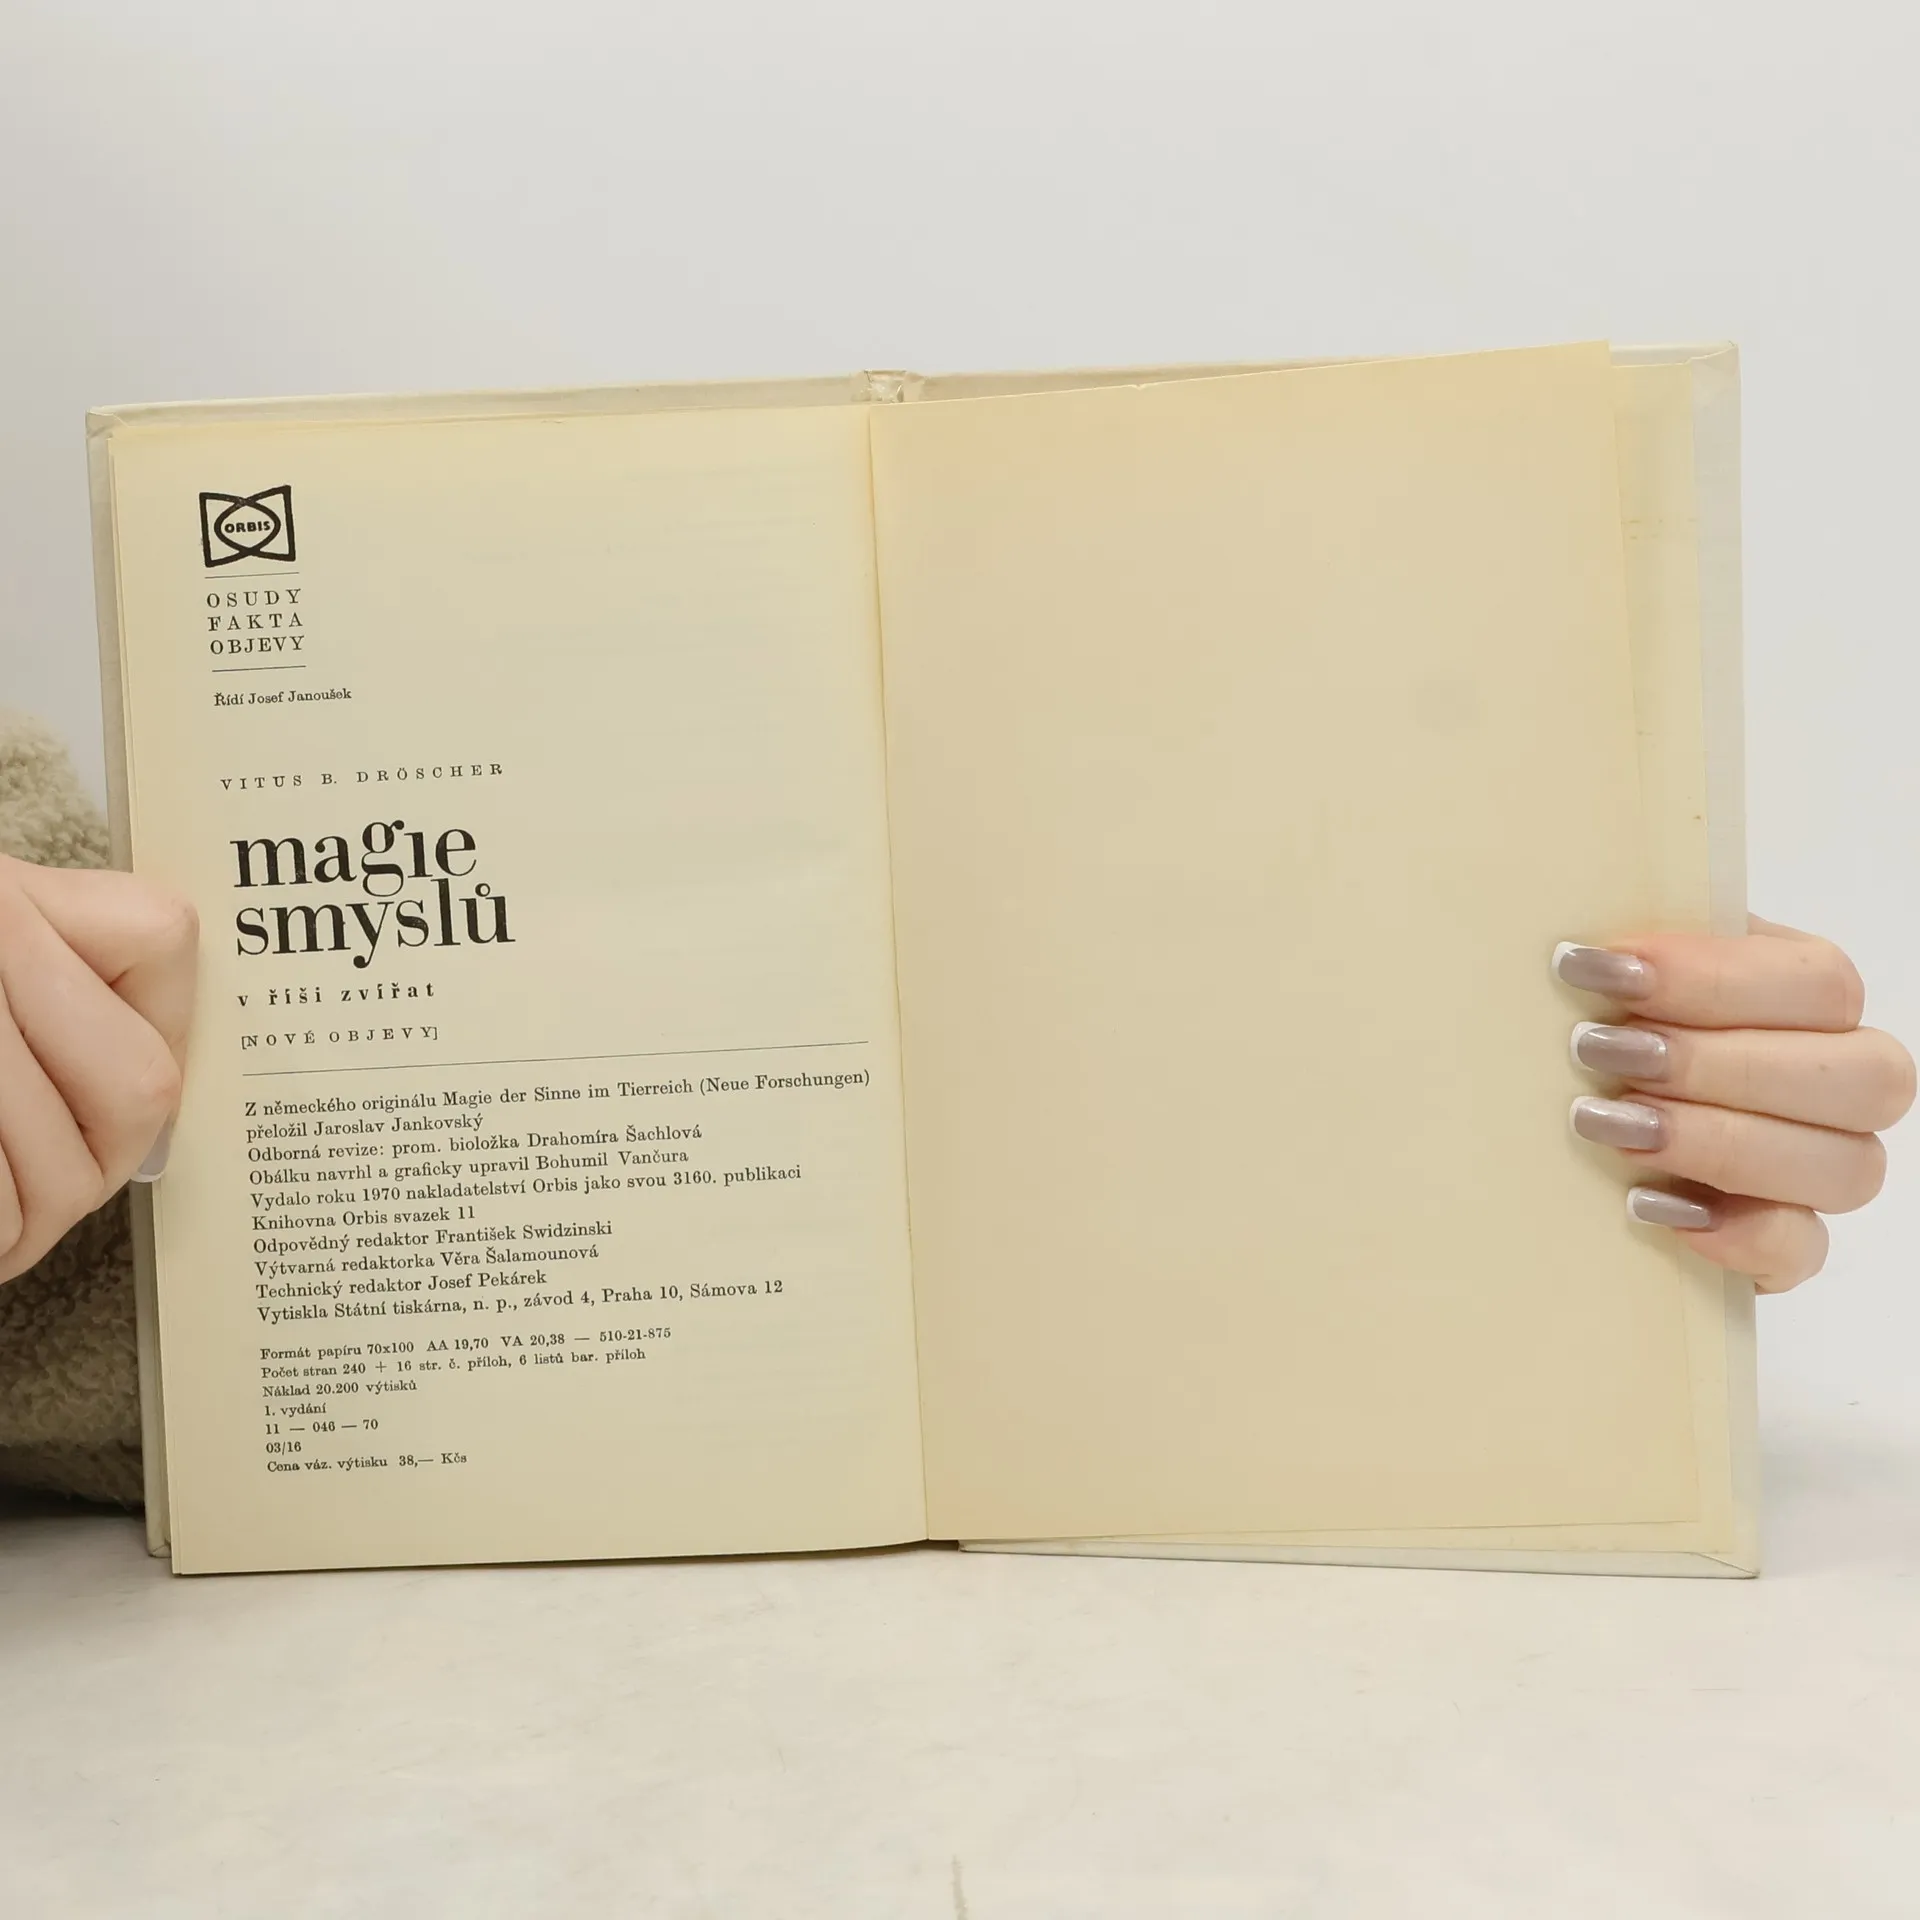 ORBIS
OSUDY
FAKTA
OBJEVY
Řídí Josef Janoušek
VITUS B. DRÖSCHER
magie
smyslů
v říši zvířat
[NOVÉ OBJEVY]
Z německého originálu Magie der Sinne im Tierreich (Neue Forschungen)
přeložil Jaroslav Jankovský
Odborná revize: prom. bioložka Drahomíra Šachlová
Obálku navrhl a graficky upravil Bohumil Vančura
Vydalo roku 1970 nakladatelství Orbis jako svou 3160. publikaci
Knihovna Orbis svazek 11
Odpovědný redaktor František Swidzinski
Výtvarná redaktorka Věra Šalamounová
Technický redaktor Josef Pekárek
Vytiskla Státní tiskárna, n. p., závod 4, Praha 10, Sámova 12
Formát papíru 70x100 AA 19,70 VA 20,38 — 510-21-875
Počet stran 240 + 16 str. č. příloh, 6 listů bar. příloh
Náklad 20.200 výtisků
1. vydání
11 — 046 — 70
03/16
Cena váz. výtisku 38,— Kčs